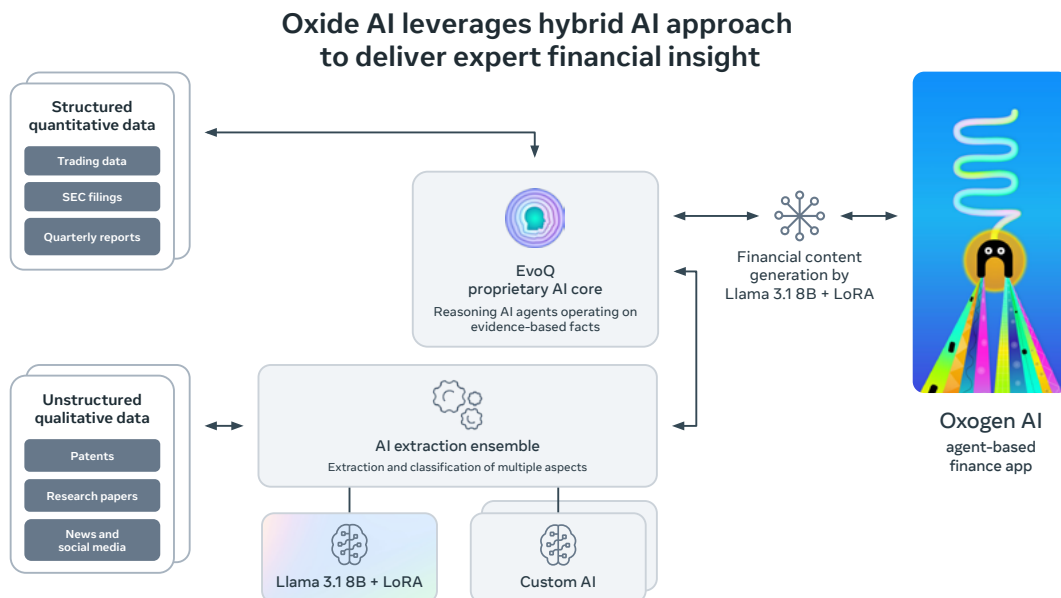 Oxide AI leverages hybrid AI approach
to deliver expert financial insight
Structured
quantitative data
Trading data
SEC filings
Quarterly reports
EvoQ
proprietary AI core
Reasoning AI agents operating on
evidence-based facts
Financial content
generation by
Llama 3.1 8B + LoRA
Oxogen AI
agent-based
finance app
Unstructured
qualitative data
Patents
Research papers
News and
social media
AI extraction ensemble
Extraction and classification of multiple aspects
Llama 3.1 8B + LoRA
Custom AI